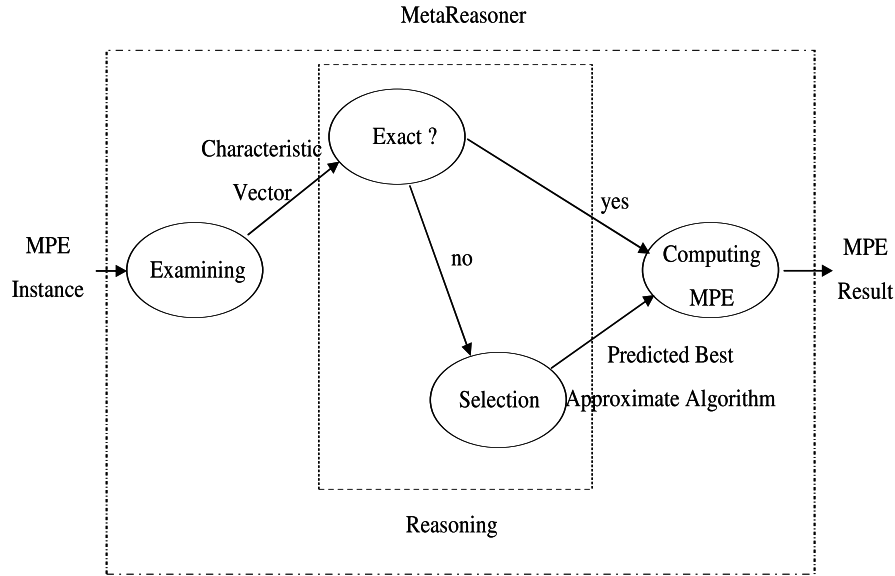 MetaReasoner
Exact ?
Characteristic
Vector
yes
MPE
Instance
Examining
no
Computing
MPE
MPE
Result
Predicted Best
Selection
Approximate Algorithm
Reasoning